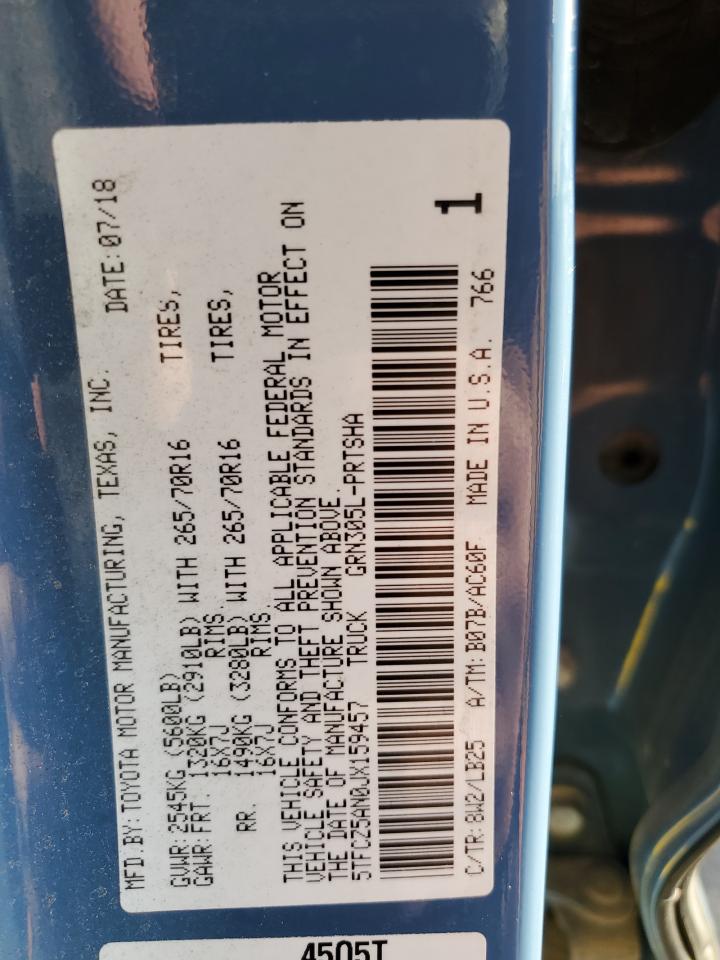 MFD.BY: TOYOTA MOTOR MANUFACTURING, TEXAS, INC. DATE: 07/18
GVWR: 2545KG (5600LB)
GAWR: FRT. 1320KG (2910LB) WITH 265/70R16 TIRES,
16X7J RIMS
RR. 1490KG (3280LB) WITH 265/70R16 TIRES,
16X7J RIMS
THIS VEHICLE CONFORMS TO ALL APPLICABLE FEDERAL MOTOR
VEHICLE SAFETY AND THEFT PREVENTION STANDARDS IN EFFECT ON
THE DATE OF MANUFACTURE SHOWN ABOVE.
5TFCZ5AN0JX159457 TRUCK GRN305L-PRTSHA
1
C/TR: 8W2/LB25 A/TM: B07B/AC60F MADE IN U.S.A. 766
4505T